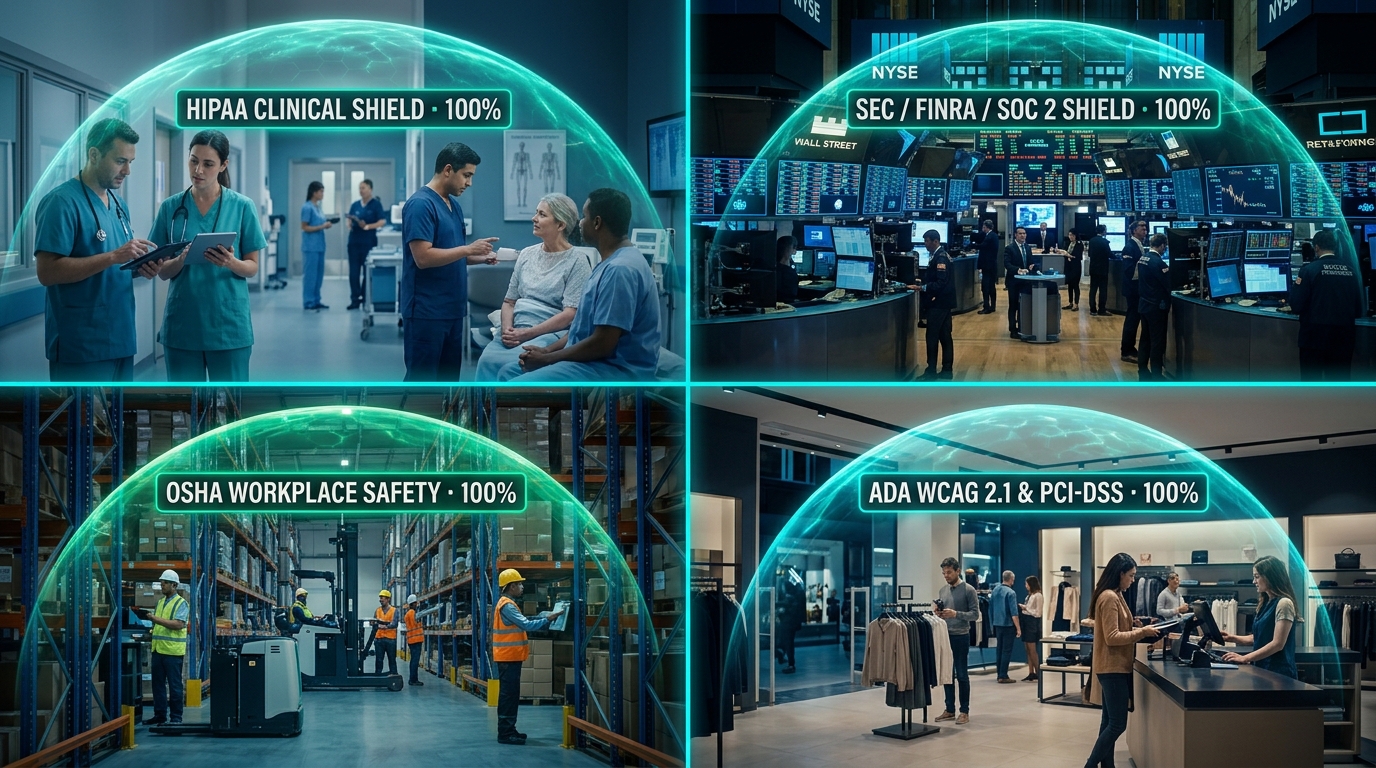 HIPAA CLINICAL SHIELD · 100%
NYSE
NYSE
NYSE
NYSE
SEC / FINRA / SOC 2 SHIELD · 100%
WALL STREET
OSHA WORKPLACE SAFETY · 100%
ADA WCAG 2.1 & PCI-DSS · 100%